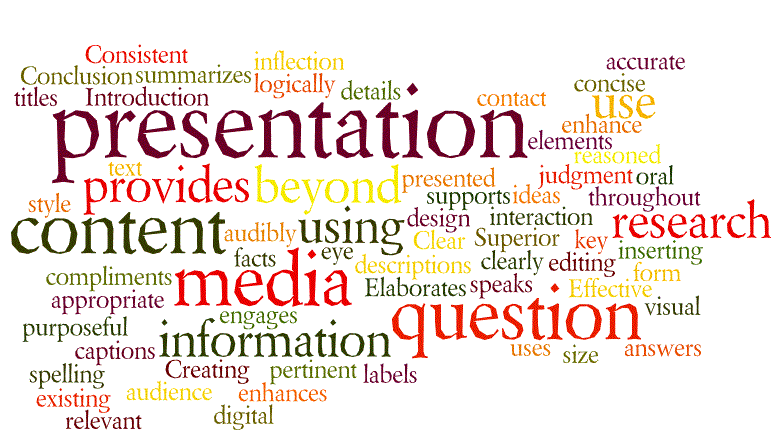 Consistent inflection accurate
Conclusion summarizes logically details concise
titles Introduction contact use
presentation elements enhance
text reasoned
provides beyond presented judgment oral
style supports ideas throughout
content audibly using design interaction research
facts eye Clear Superior key inserting
compliments media descriptions clearly editing form
appropriate Elaborates speaks Effective visual
purposeful engages question
captions information uses size answers
spelling Creating pertinent labels
existing audience enhances
relevant digital